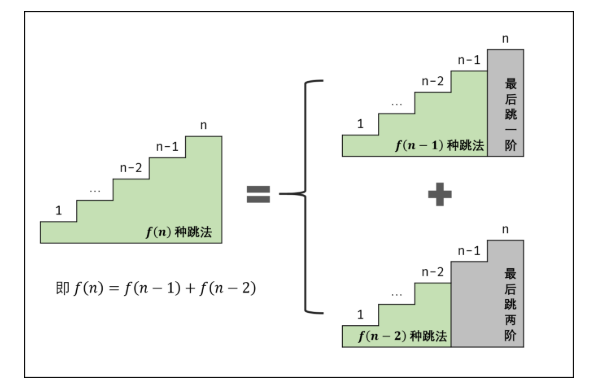 1
…
n-2
n-1
n
f(n) 种跳法
即 f(n) = f(n − 1) + f(n − 2)
1
…
n-2
n-1
n
f(n − 1) 种跳法
最后跳一阶
1
…
n-2
n-1
n
f(n − 2) 种跳法
最后跳两阶